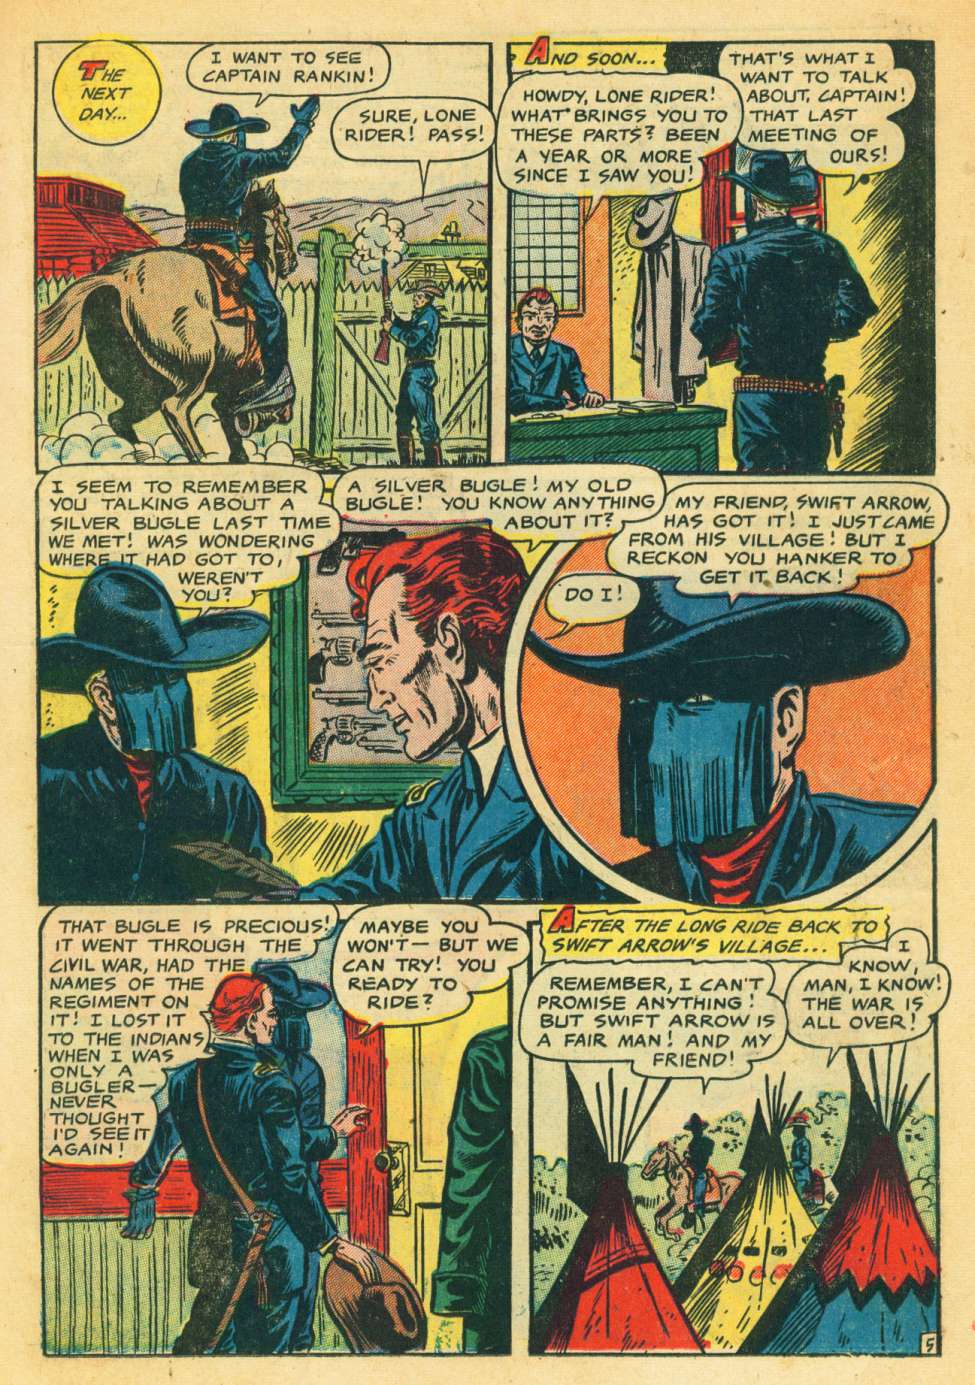 THE
NEXT
DAY...
I WANT TO SEE
CAPTAIN RANKIN!
SURE, LONE
RIDER! PASS!
AND SOON...
HOWDY, LONE RIDER!
WHAT BRINGS YOU TO
THESE PARTS? BEEN
A YEAR OR MORE
SINCE I SAW YOU!
THAT'S WHAT I
WANT TO TALK
ABOUT, CAPTAIN!
THAT LAST
MEETING OF
OURS!
I SEEM TO REMEMBER
YOU TALKING ABOUT A
SILVER BUGLE LAST TIME
WE MET! WAS WONDERING
WHERE IT HAD GOT TO,
WEREN'T
YOU?
A SILVER BUGLE! MY OLD
BUGLE! YOU KNOW ANYTHING
ABOUT IT?
MY FRIEND, SWIFT ARROW,
HAS GOT IT! I JUST CAME
FROM HIS VILLAGE! BUT I
RECKON YOU HANKER TO
GET IT BACK!
DO I!
THAT BUGLE IS PRECIOUS!
IT WENT THROUGH THE
CIVIL WAR, HAD THE
NAMES OF THE
REGIMENT ON
IT! I LOST IT
TO THE INDIANS
WHEN I WAS
ONLY A
BUGLER—
NEVER
THOUGHT
I'D SEE IT
AGAIN!
MAYBE YOU
WON'T— BUT WE
CAN TRY! YOU
READY TO
RIDE?
AFTER THE LONG RIDE BACK TO
SWIFT ARROW'S VILLAGE...
REMEMBER, I CAN'T
PROMISE ANYTHING!
BUT SWIFT ARROW IS
A FAIR MAN! AND MY
FRIEND!
I
KNOW,
MAN, I KNOW!
THE WAR IS
ALL OVER!
5